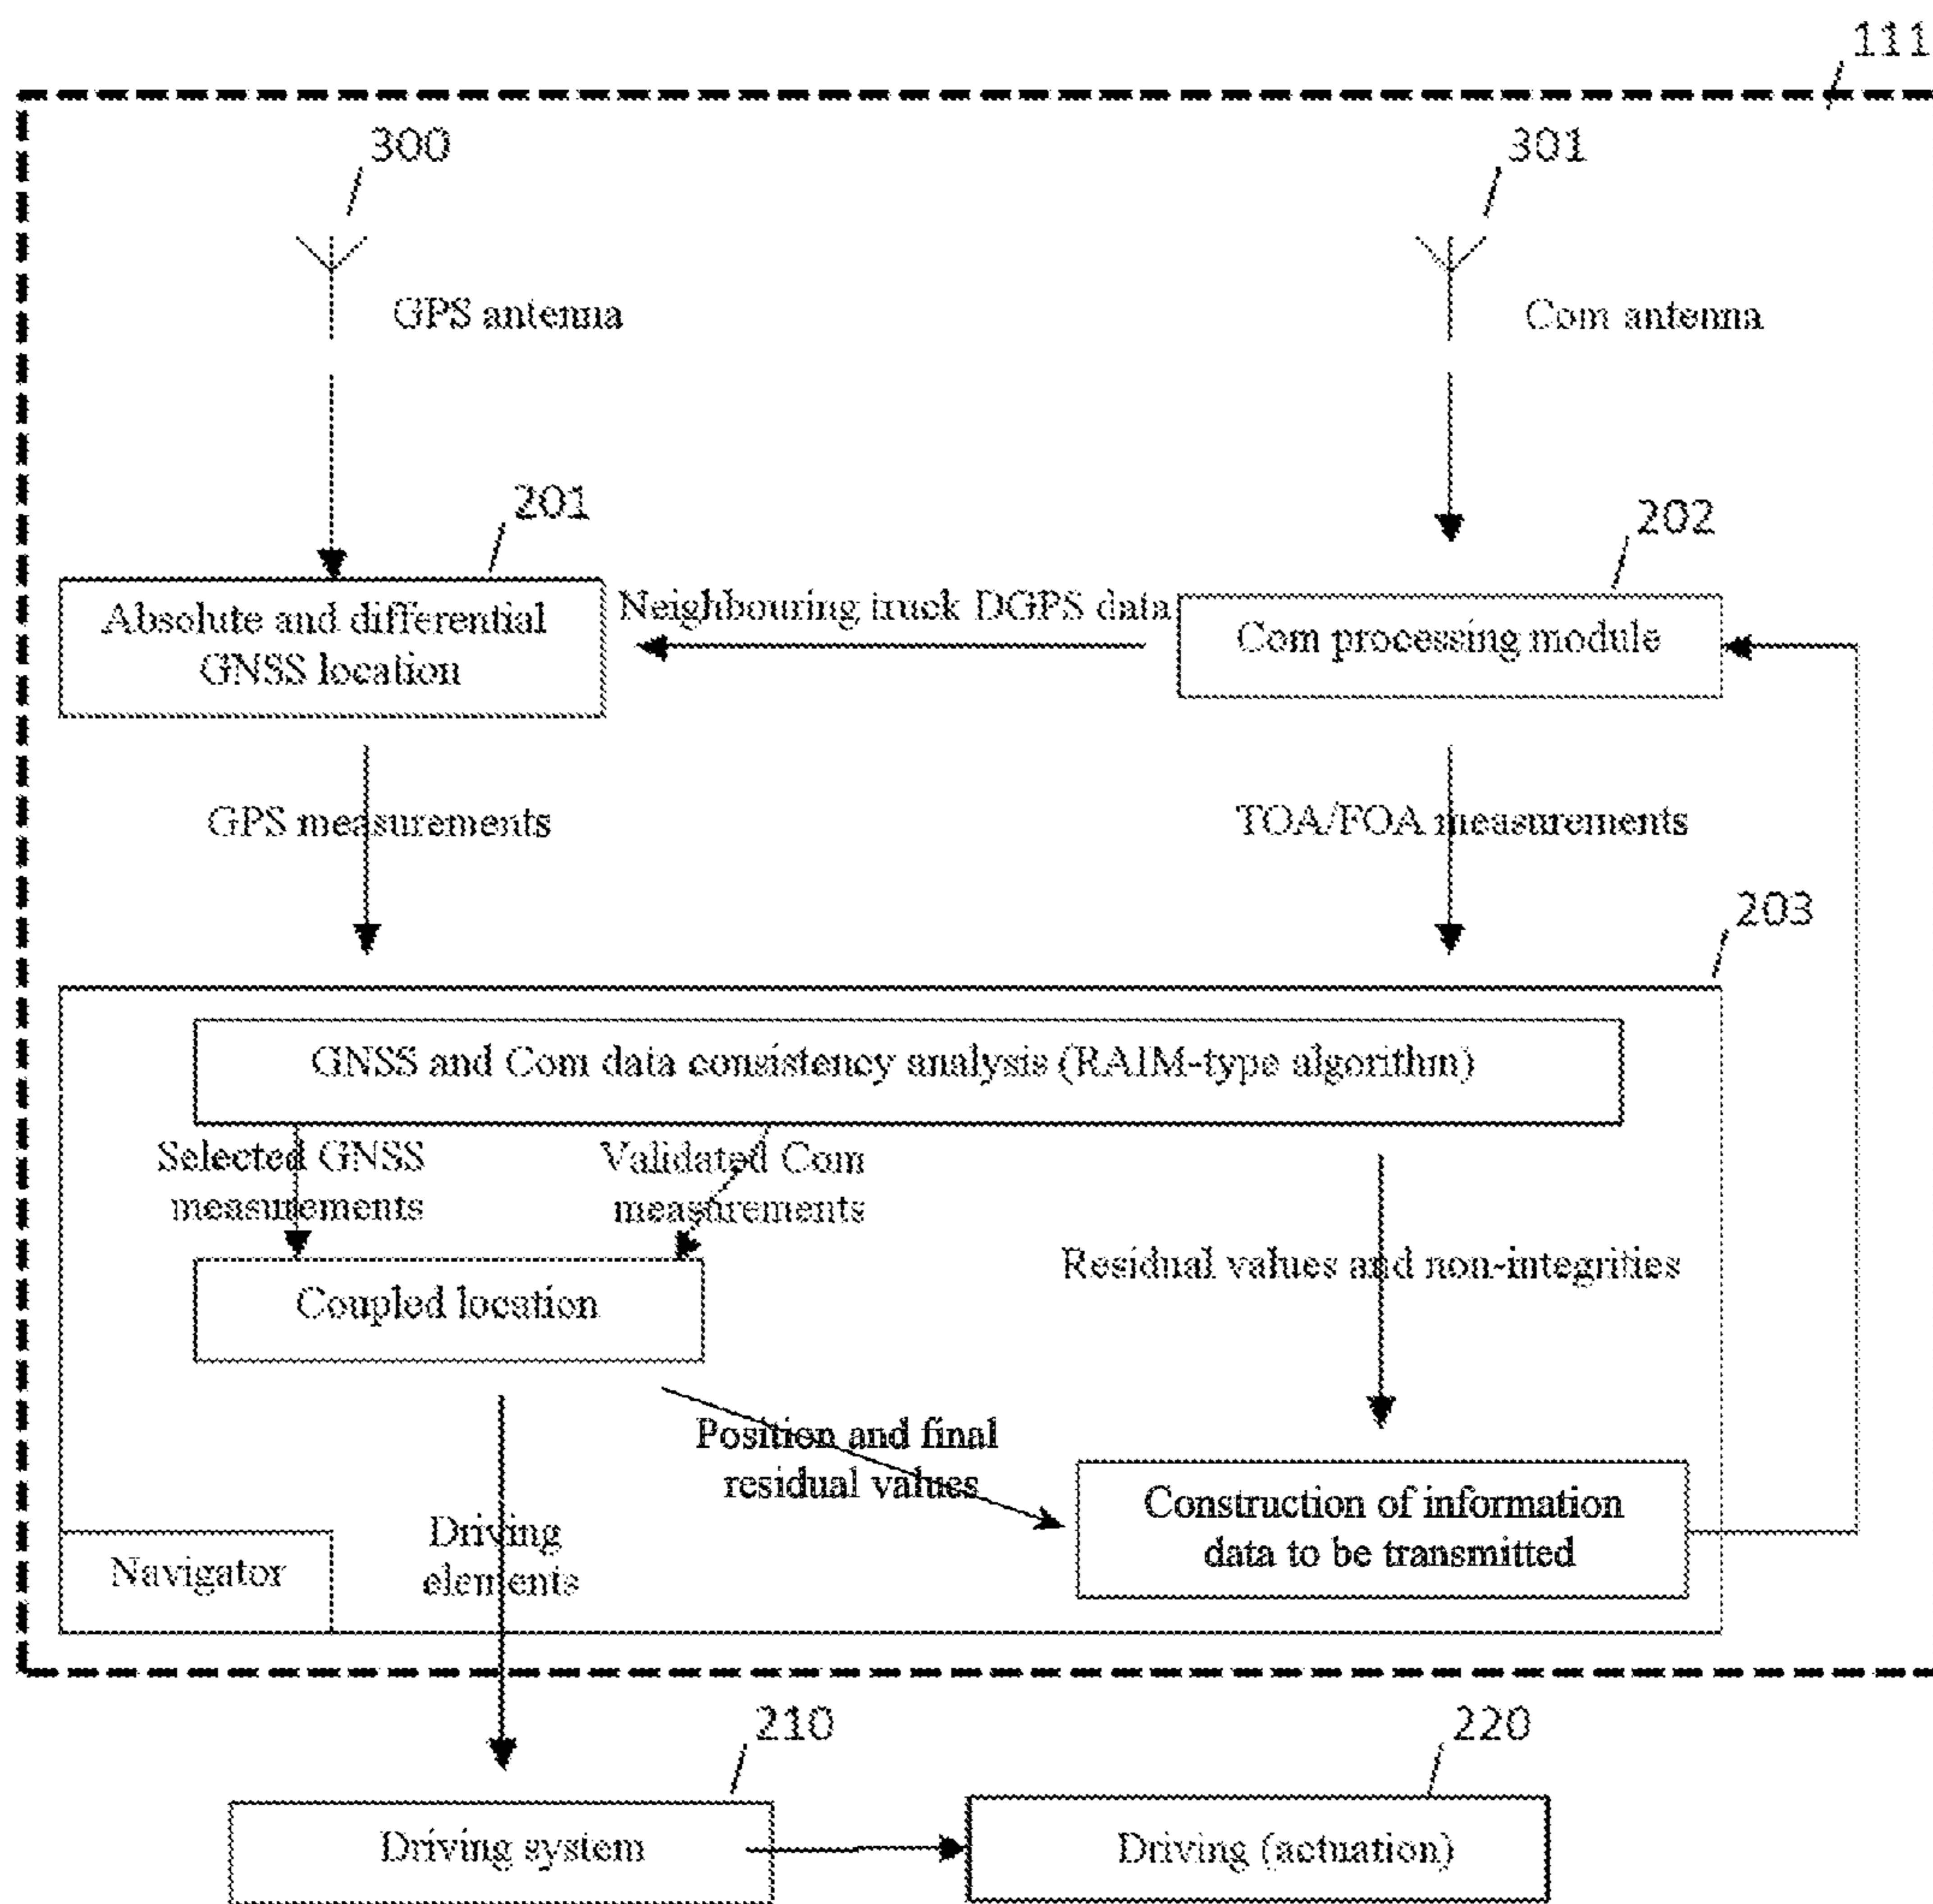 111
300
301
GPS antenna
Com antenna
201
202
Absolute and differential
GNSS location
Neighbouring truck DGPS data
Com processing module
GPS measurements
TOA/FOA measurements
203
GNSS and Com data consistency analysis (RAIM-type algorithm)
Selected GNSS
measurements
Validated Com
measurements
Residual values and non-integrities
Coupled location
Position and final
residual values
Driving
elements
Construction of information
data to be transmitted
Navigator
210
220
Driving system
Driving (actuation)